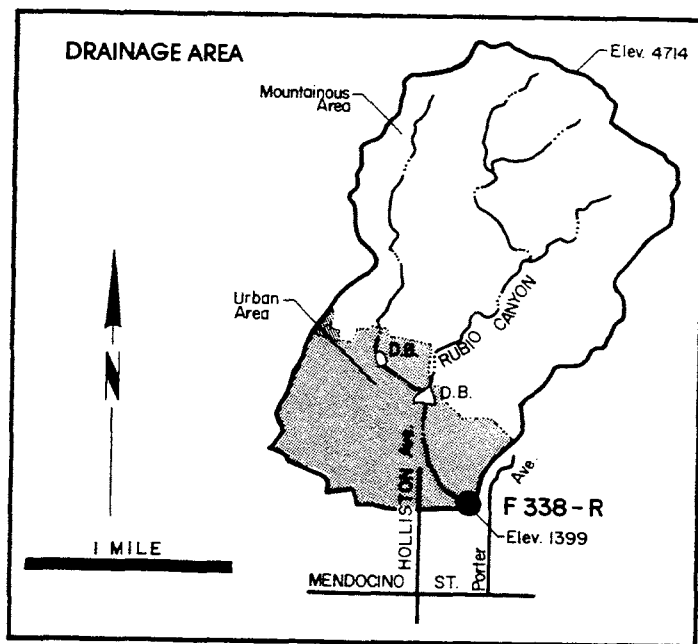 DRAINAGE AREA
Elev. 4714
Mountainous
Area
Urban
Area
N
D.B.
RUBIO CANYON
D.B.
HOLLISTON Ave.
Porter Ave.
F 338 - R
Elev. 1399
1 MILE
MENDOCINO ST.